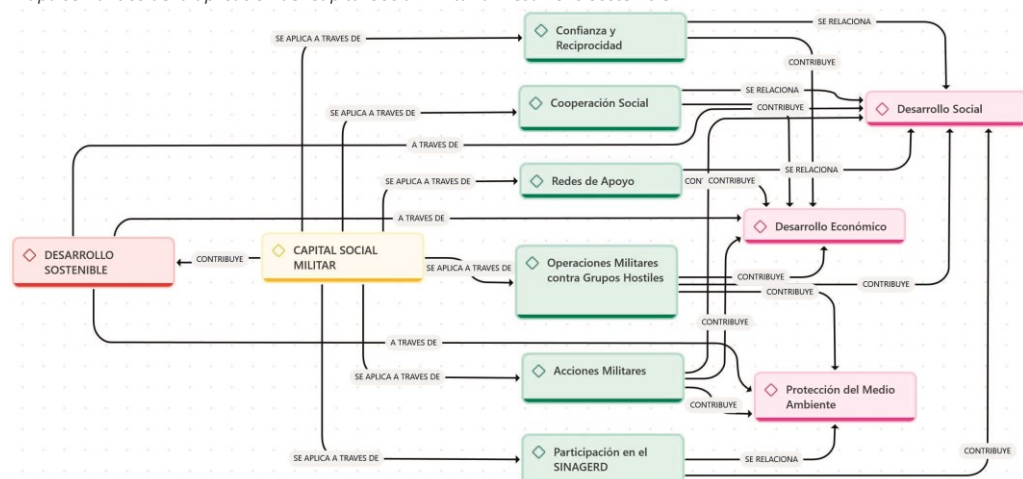 SE RELACIONA
Confianza y
Reciprocidad
SE APLICA A TRAVES DE
CONTRIBUYE
SE RELACIONA
Cooperación Social
CONTRIBUYE
Desarrollo Social
SE APLICA A TRAVES DE
A TRAVES DE
SE RELACIONA
Redes de Apoyo
SE APLICA A TRAVES DE
CONTRIBUYE
A TRAVES DE
Desarrollo Económico
DESARROLLO
SOSTENIBLE
CONTRIBUYE
CAPITAL SOCIAL
MILITAR
SE APLICA A TRAVES DE
Operaciones Militares
contra Grupos Hostiles
CONTRIBUYE
CONTRIBUYE
CONTRIBUYE
CONTRIBUYE
A TRAVES DE
SE APLICA A TRAVES DE
Acciones Militares
CONTRIBUYE
Protección del Medio
Ambiente
SE APLICA A TRAVES DE
Participación en el
SINAGERD
SE RELACIONA
CONTRIBUYE